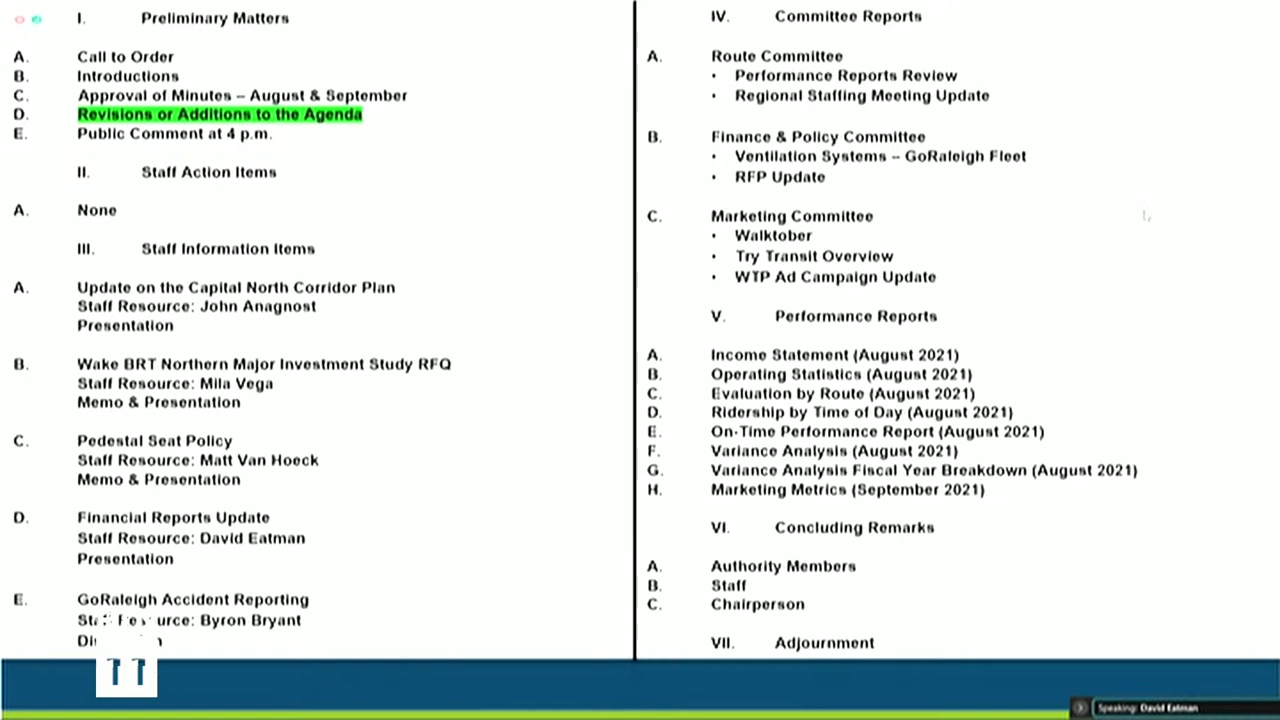 I. Preliminary Matters
A. Call to Order
B. Introductions
C. Approval of Minutes – August & September
D. Revisions or Additions to the Agenda
E. Public Comment at 4 p.m.
II. Staff Action Items
A. None
III. Staff Information Items
A. Update on the Capital North Corridor Plan
Staff Resource: John Anagnost
Presentation
B. Wake BRT Northern Major Investment Study RFQ
Staff Resource: Mila Vega
Memo & Presentation
C. Pedestal Seat Policy
Staff Resource: Matt Van Hoeck
Memo & Presentation
D. Financial Reports Update
Staff Resource: David Eatman
Presentation
E. GoRaleigh Accident Reporting
Byron Bryant
IV. Committee Reports
A. Route Committee
• Performance Reports Review
• Regional Staffing Meeting Update
B. Finance & Policy Committee
• Ventilation Systems – GoRaleigh Fleet
• RFP Update
C. Marketing Committee
• Walktober
• Try Transit Overview
• WTP Ad Campaign Update
V. Performance Reports
A. Income Statement (August 2021)
B. Operating Statistics (August 2021)
C. Evaluation by Route (August 2021)
D. Ridership by Time of Day (August 2021)
E. On-Time Performance Report (August 2021)
F. Variance Analysis (August 2021)
G. Variance Analysis Fiscal Year Breakdown (August 2021)
H. Marketing Metrics (September 2021)
VI. Concluding Remarks
A. Authority Members
B. Staff
C. Chairperson
VII. Adjournment
11
Speaking: David Eatman